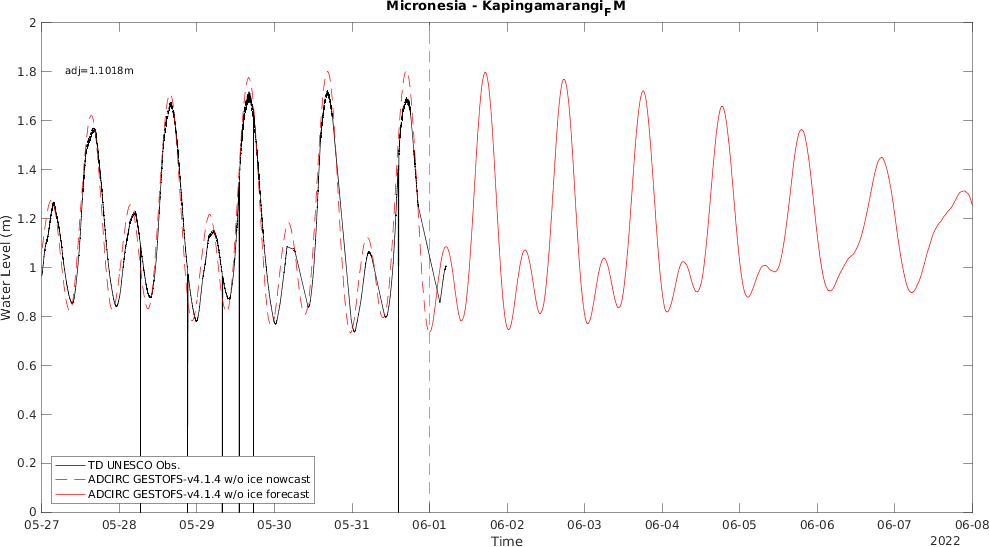 Micronesia - Kapingamarangi_F M
adj=1.1018m
Water Level (m)
2
1.8
1.6
1.4
1.2
1
0.8
0.6
0.4
0.2
0
TD UNESCO Obs.
ADCIRC GESTOFS-v4.1.4 w/o ice nowcast
ADCIRC GESTOFS-v4.1.4 w/o ice forecast
05-27 05-28 05-29 05-30 05-31 06-01 06-02 06-03 06-04 06-05 06-06 06-07 06-08
Time
2022